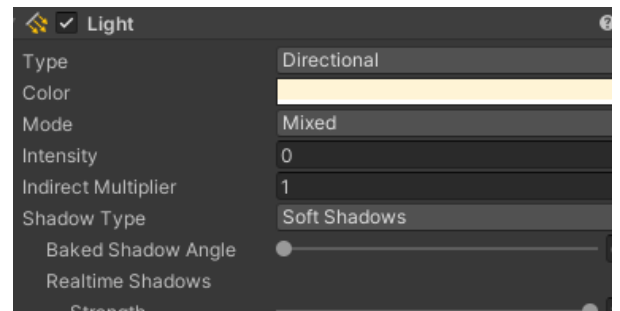 Light
Type Directional
Color
Mode Mixed
Intensity 0
Indirect Multiplier 1
Shadow Type Soft Shadows
Baked Shadow Angle
Realtime Shadows
Strength